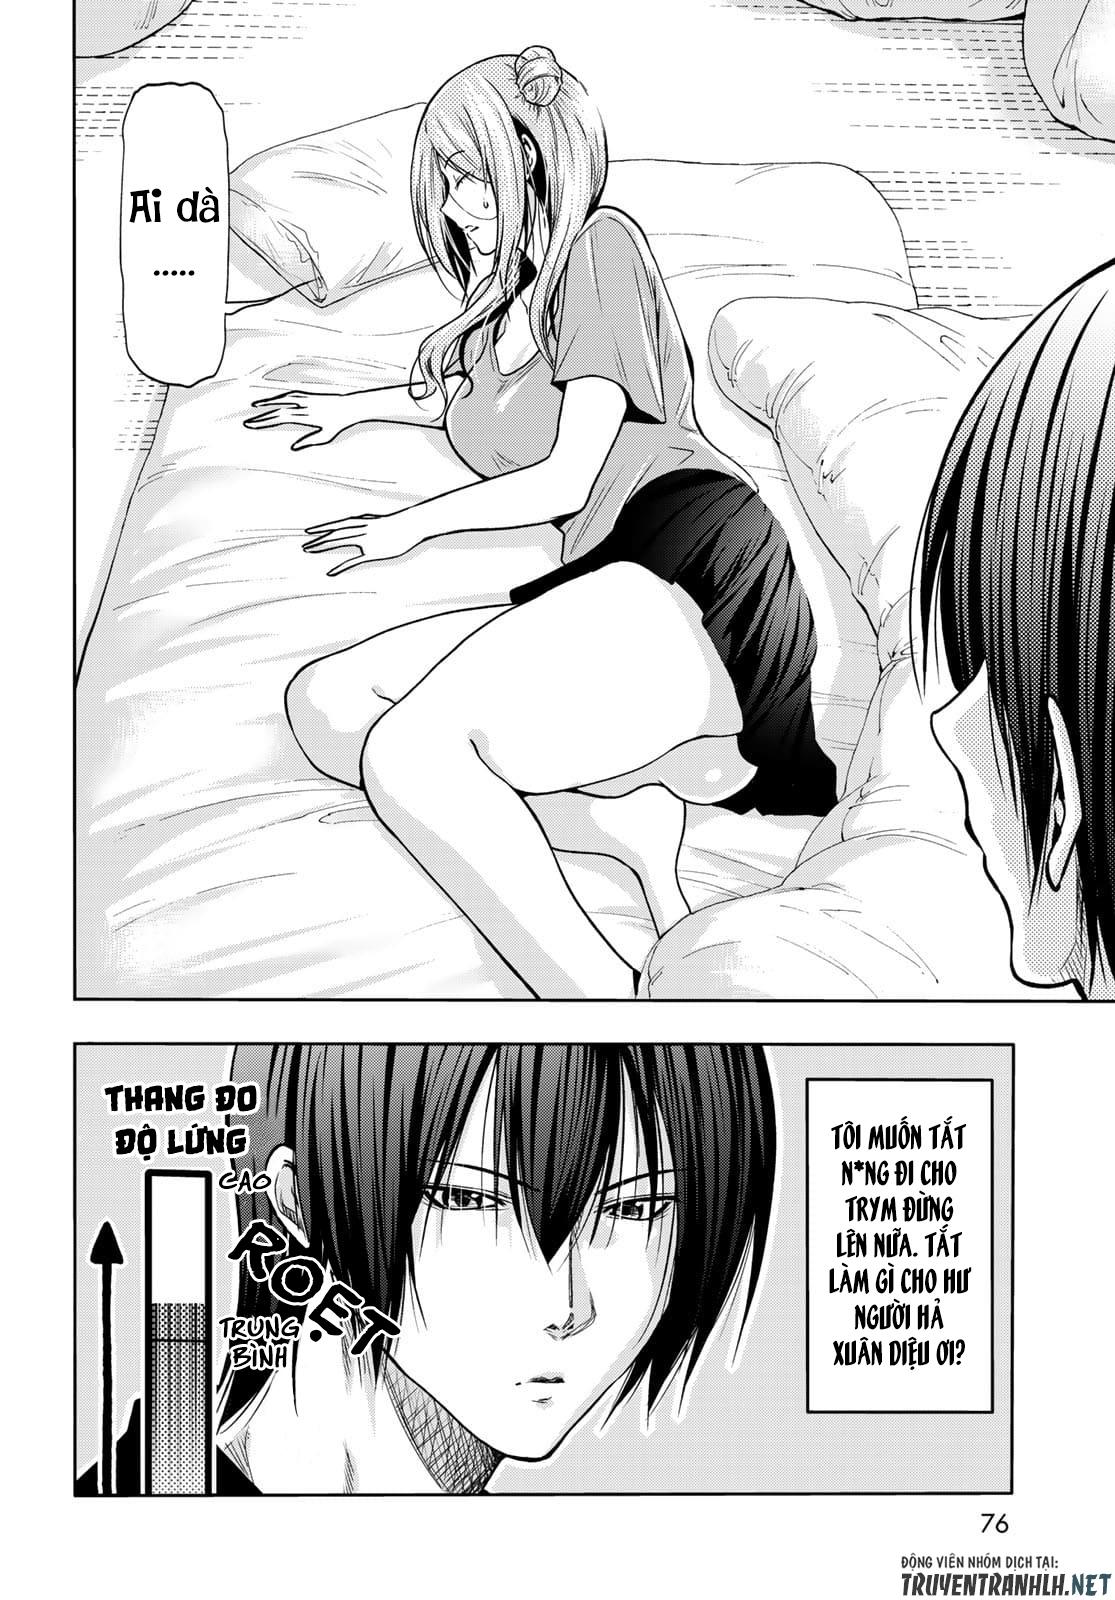 Ai dà
.....
THANG ĐO
ĐỘ LỨNG
CAO
ROẸT
TRUNG
BÌNH
TÔI MUỐN TẮT
N*NG ĐI CHO
TRYM ĐỪNG
LÊN NỮA. TẮT
LÀM GÌ CHO HƯ
NGƯỜI HẢ
XUÂN DIỆU ƠI?
76
ĐỘNG VIÊN NHÓM DỊCH TẠI:
TRUYENTRANHLH.NET